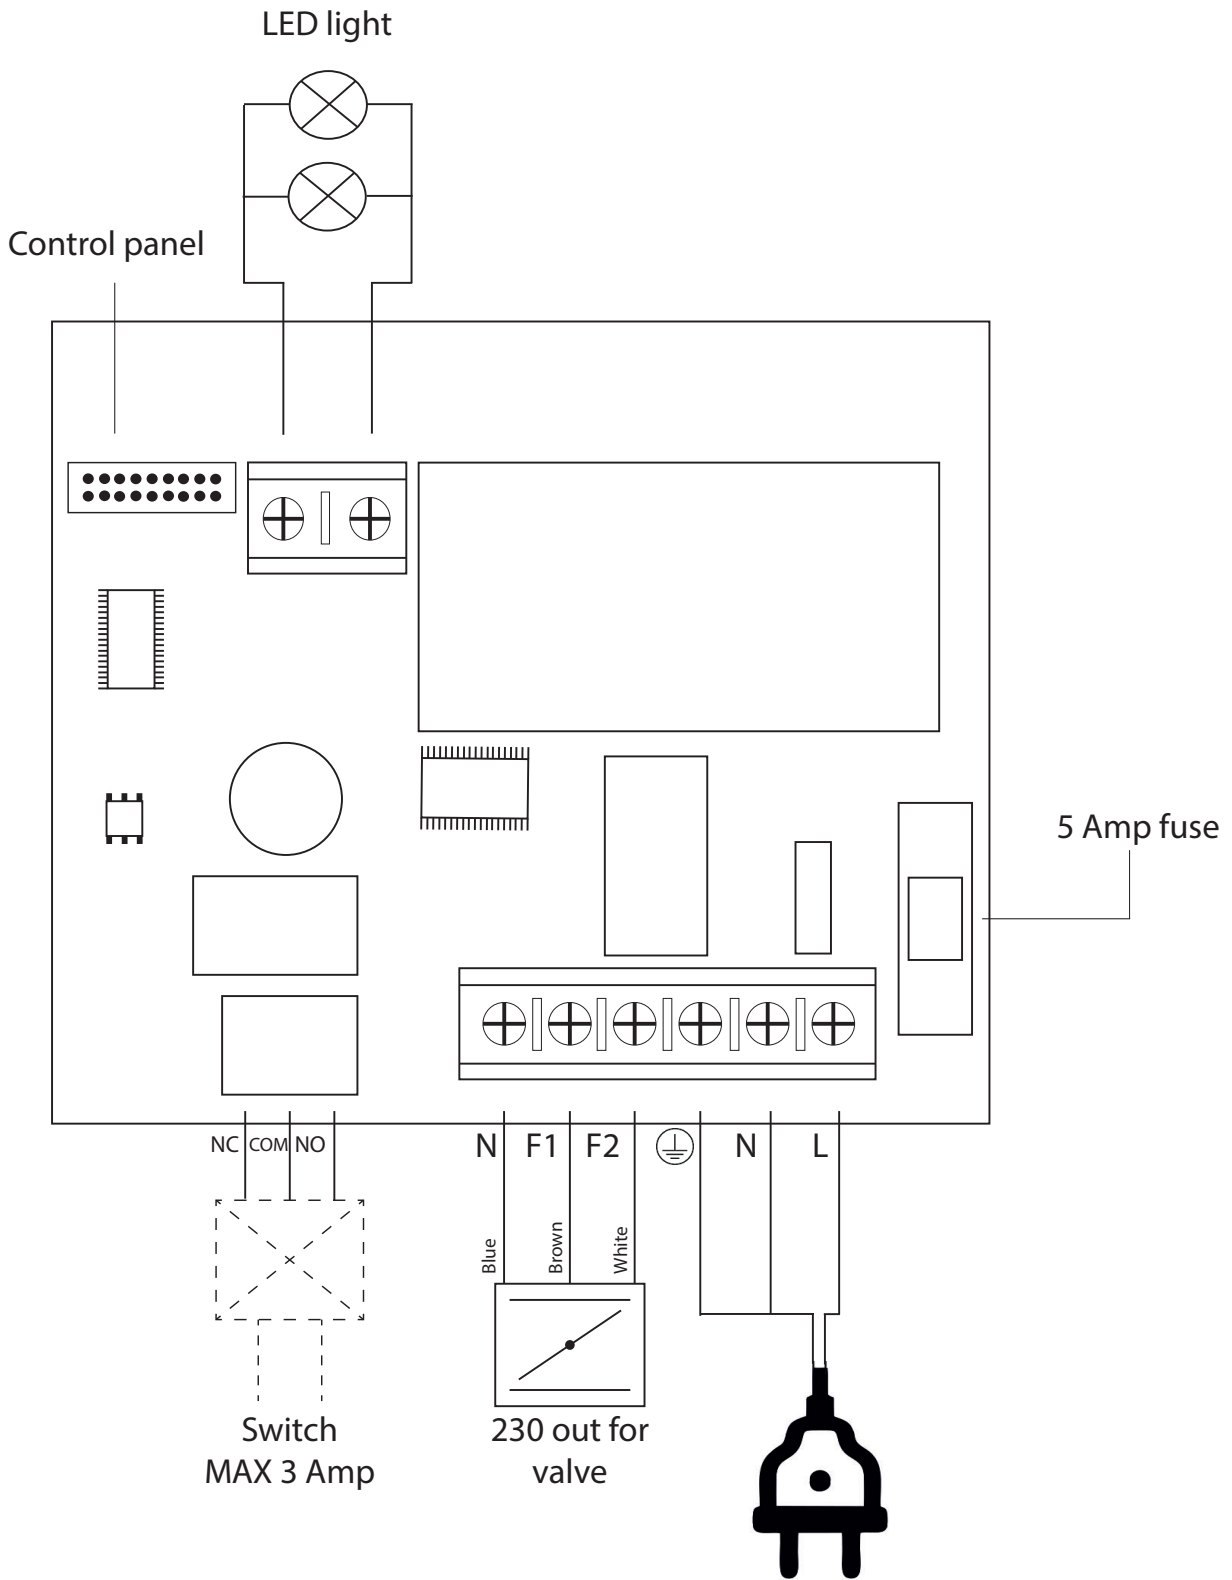 LED light
Control panel
5 Amp fuse
NC COM NO
N F1 F2 N L
Blue
Brown
White
Switch
MAX 3 Amp
230 out for
valve